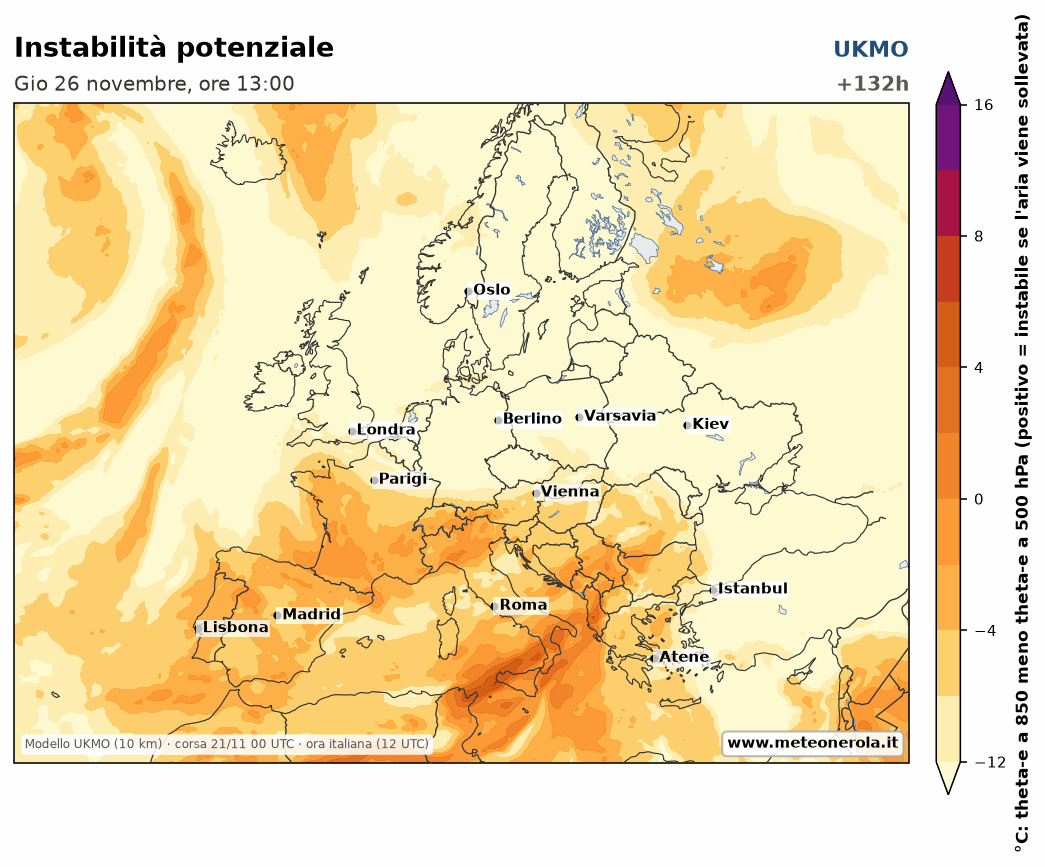 Instabilità potenziale
UKMO
Gio 26 novembre, ore 13:00
+132h
Oslo
Berlino
Varsavia
Kiev
Londra
Parigi
Vienna
Istanbul
Roma
Madrid
Lisbona
Atene
Modello UKMO (10 km) · corsa 21/11 00 UTC · ora italiana (12 UTC)
www.meteonerola.it
16
8
4
0
−4
−12
°C: theta-e a 850 meno theta-e a 500 hPa (positivo = instabile se l'aria viene sollevata)